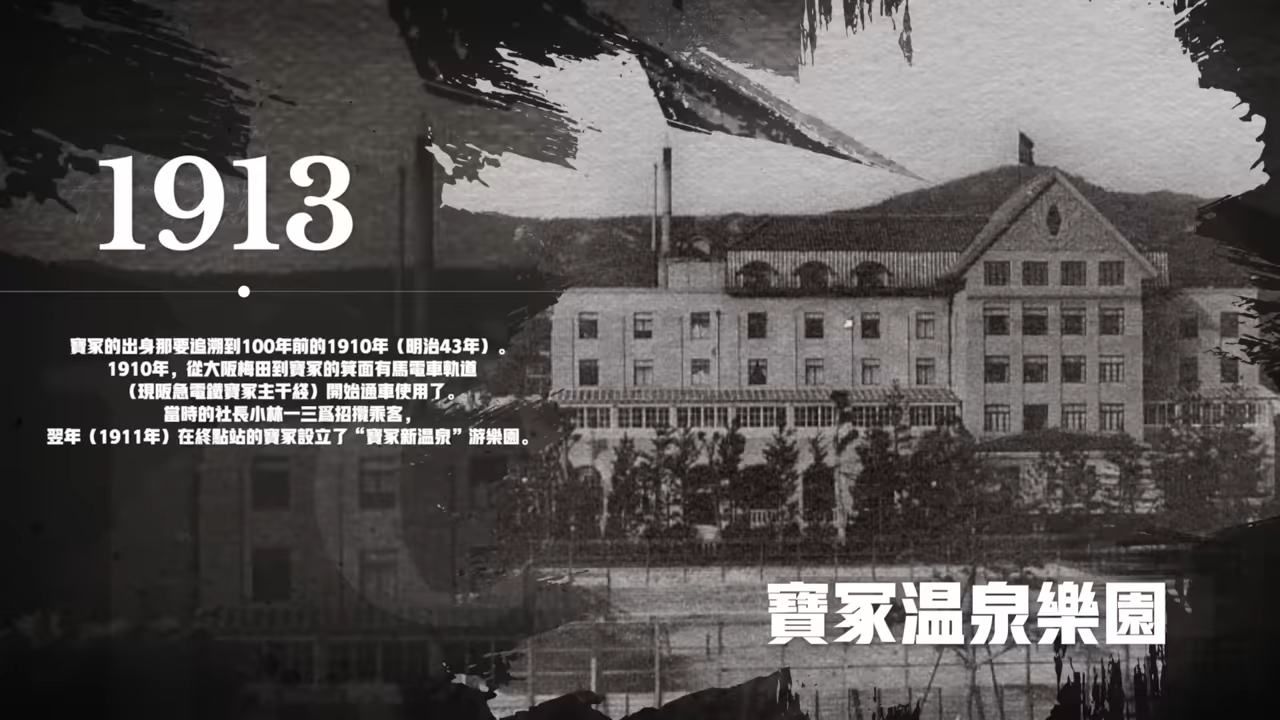 1913
寶冢的出身那要追溯到100年前的1910年（明治43年）。
1910年，從大阪梅田到寶冢的箕面有馬電車軌道
（現阪急電鐵寶冢主干綫）開始通車使用了。
當時的社長小林一三爲招攬乘客，
翌年（1911年）在終點站的寶冢設立了“寶冢新温泉”游樂園。
寶冢温泉樂園